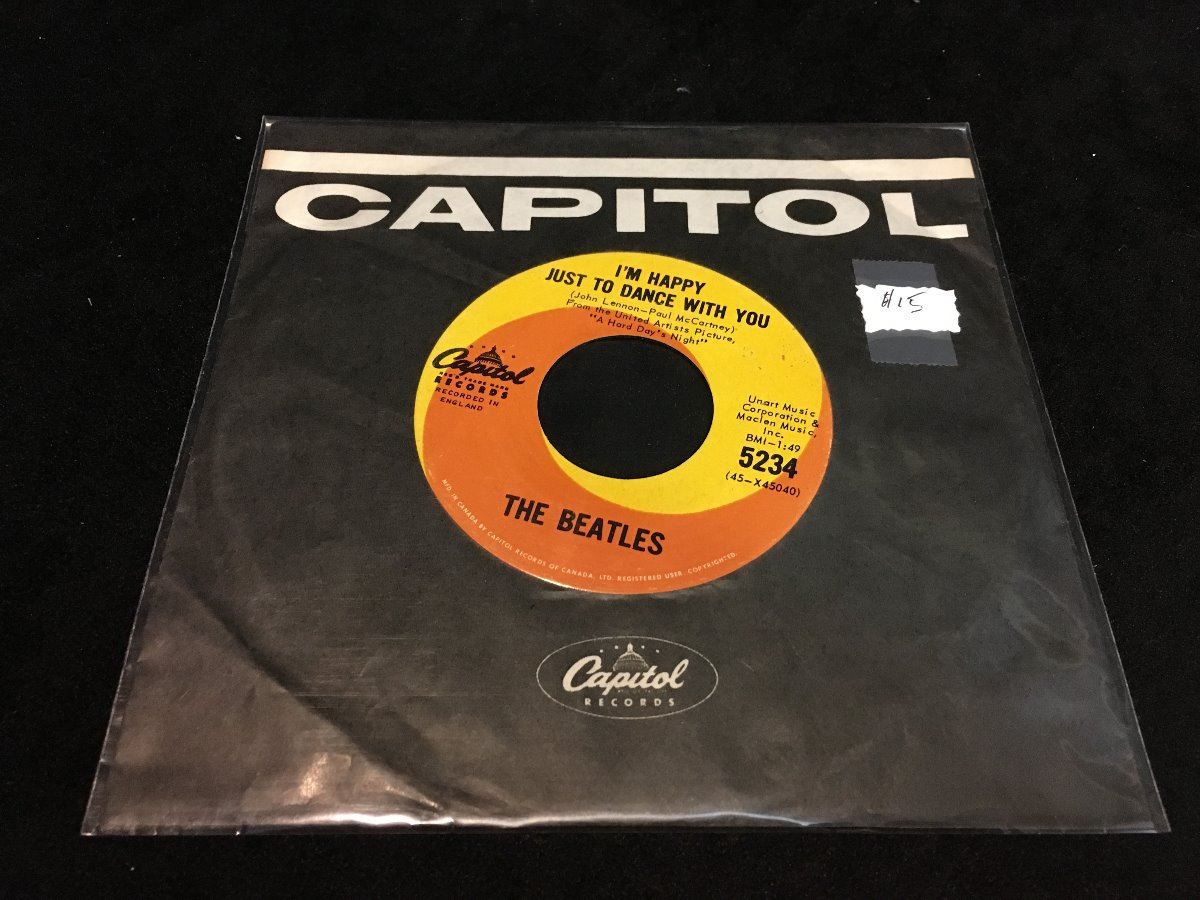 CAPITOL
I'M HAPPY
JUST TO DANCE WITH YOU
(John Lennon-Paul McCartney)
From the United Artists Picture,
"A Hard Day's Night"
Capitol
RECORDS
RECORDED IN
ENGLAND
Unart Music
Corporation &
Maclen Music,
Inc.
BMI-1:49
5234
(45-X45040)
THE BEATLES
MFD. IN CANADA BY CAPITOL RECORDS OF CANADA, LTD. REGISTERED USER. COPYRIGHTED.
Capitol
RECORDS